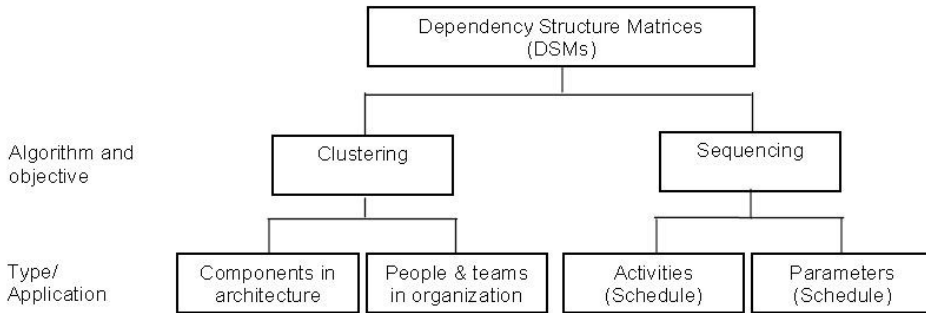 Dependency Structure Matrices
(DSMs)
Algorithm and
objective
Clustering
Sequencing
Type/
Application
Components in
architecture
People & teams
in organization
Activities
(Schedule)
Parameters
(Schedule)